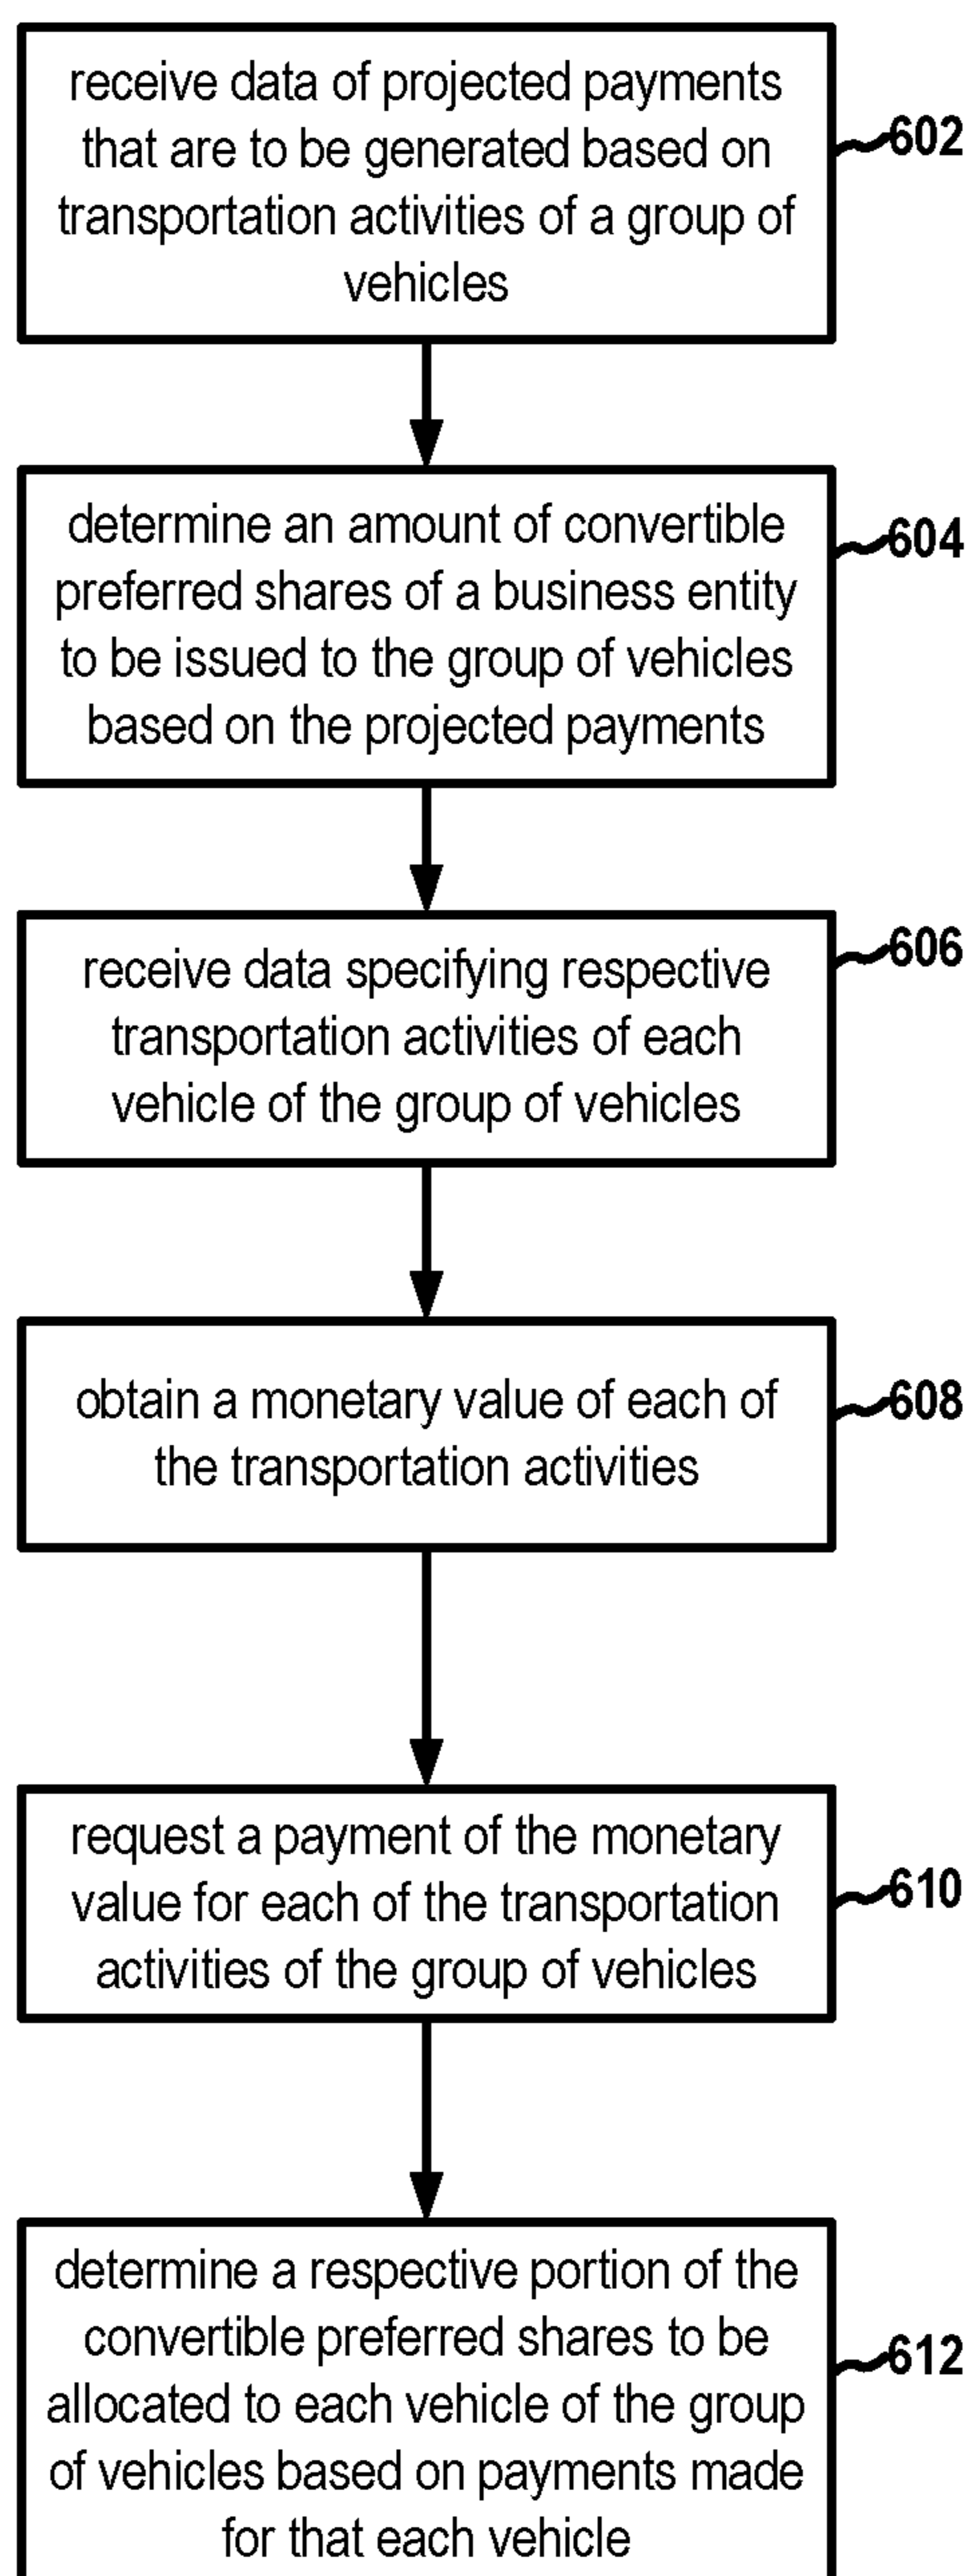 receive data of projected payments
that are to be generated based on
transportation activities of a group of
vehicles
602
determine an amount of convertible
preferred shares of a business entity
to be issued to the group of vehicles
based on the projected payments
604
receive data specifying respective
transportation activities of each
vehicle of the group of vehicles
606
obtain a monetary value of each of
the transportation activities
608
request a payment of the monetary
value for each of the transportation
activities of the group of vehicles
610
determine a respective portion of the
convertible preferred shares to be
allocated to each vehicle of the group
of vehicles based on payments made
for that each vehicle
612